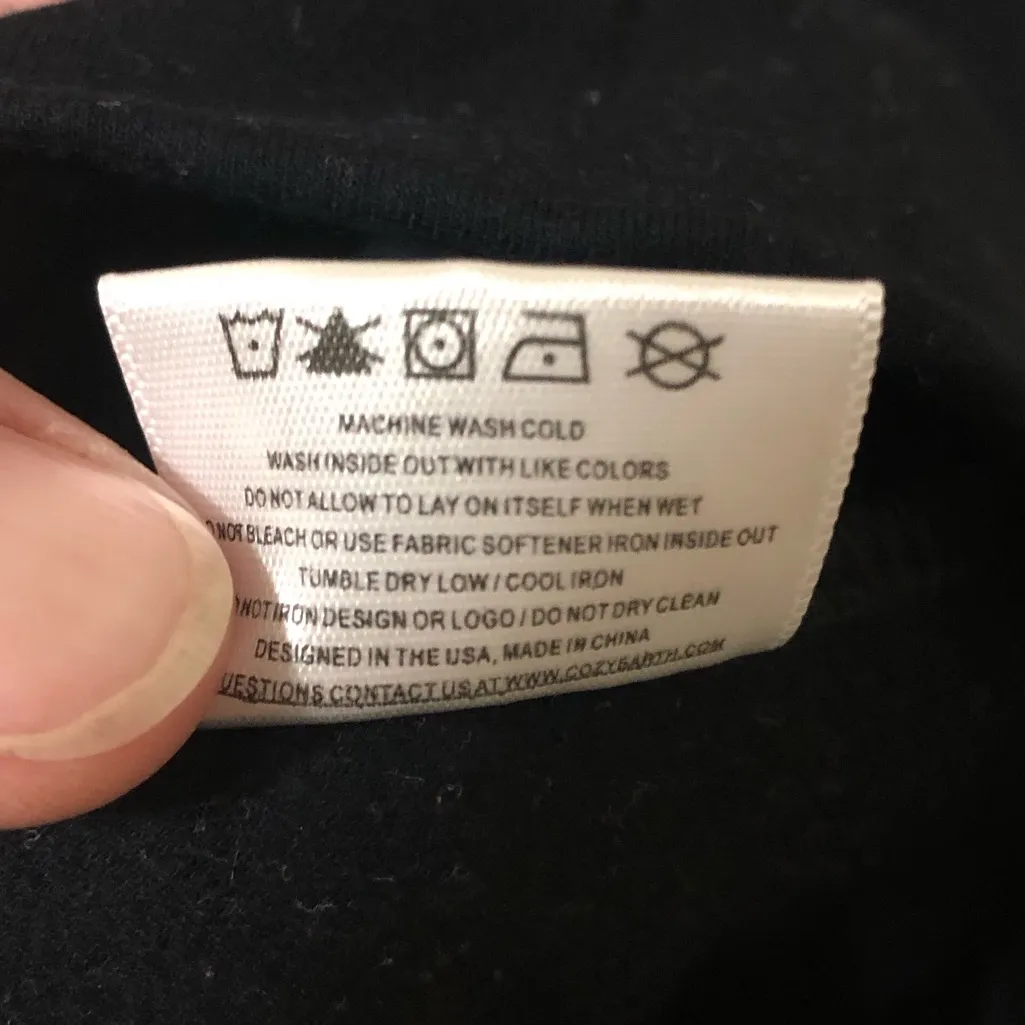 MACHINE WASH COLD
WASH INSIDE OUT WITH LIKE COLORS
DO NOT ALLOW TO LAY ON ITSELF WHEN WET
NOT BLEACH OR USE FABRIC SOFTENER IRON INSIDE OUT
TUMBLE DRY LOW / COOL IRON
NOT IRON DESIGN OR LOGO / DO NOT DRY CLEAN
DESIGNED IN THE USA, MADE IN CHINA
UESTIONS CONTACT US AT WWW.COZYEARTH.COM